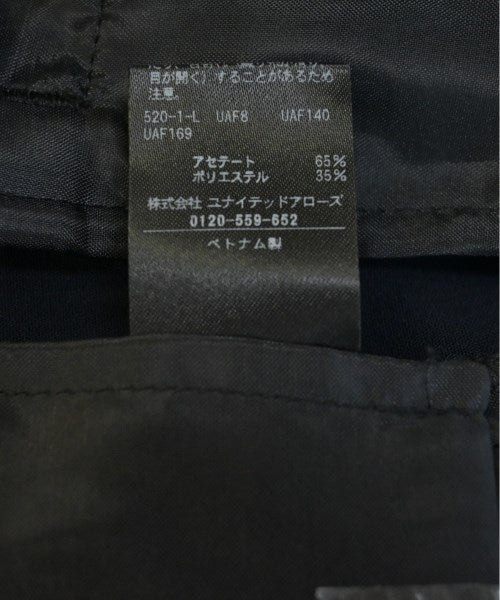 目が開く)することがあるため
注意。
520-1-L UAF8 UAF140
UAF169
アセテート 65%
ポリエステル 35%
株式会社 ユナイテッドアローズ
0120-559-652
ベトナム製